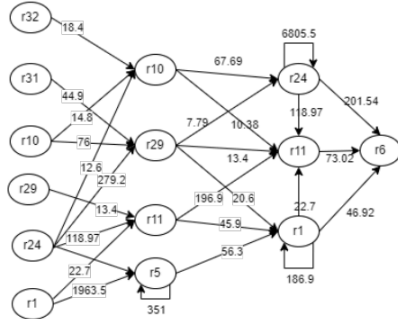 r32
18.4
6805.5
r10
67.69
r24
r31
44.9
7.79
118.97
201.54
14.8
10.38
r10
76
r29
r11
r6
12.6
13.4
73.02
279.2
r29
13.4
196.9
20.6
r11
45.9
22.7
46.92
r24
118.97
r1
22.7
r5
56.3
r1
1963.5
186.9
351